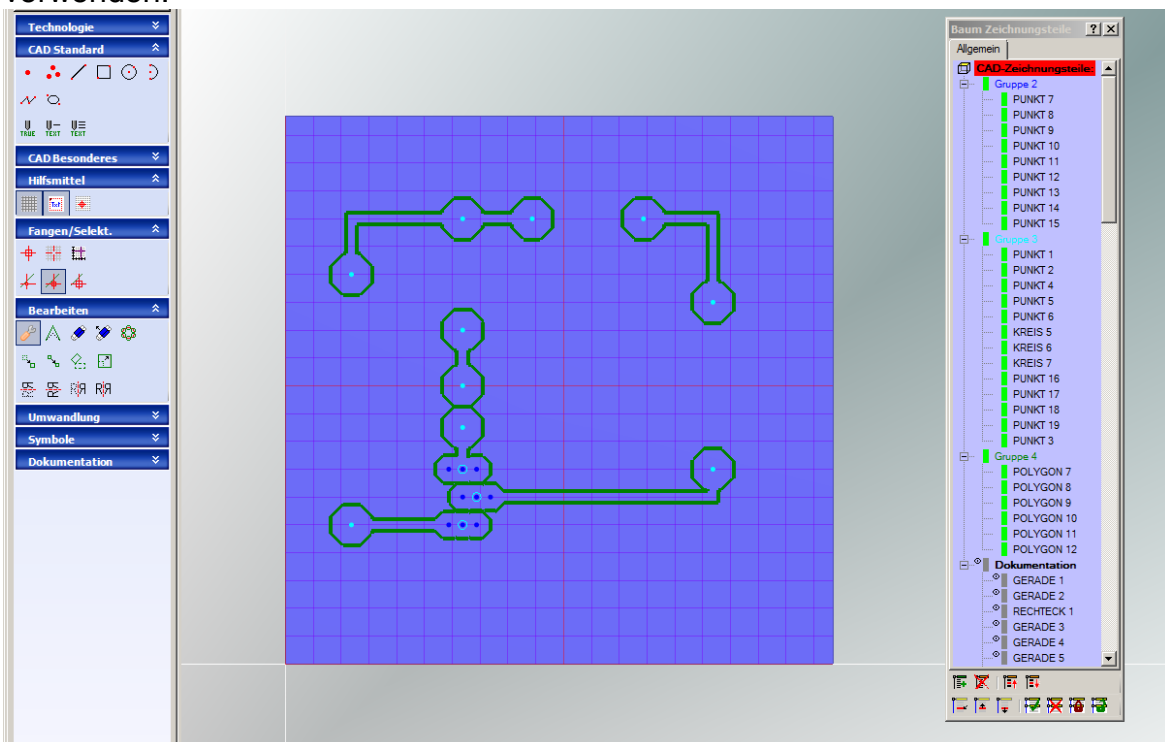 verwenden.
Technologie
CAD Standard
TRUE TEXT TEXT
CAD Besonderes
Hilfsmittel
Fangen/Selekt.
Bearbeiten
Umwandlung
Symbole
Dokumentation
Baum Zeichnungsteile
Allgemein
CAD-Zeichnungsteile:
Gruppe 2
PUNKT 7
PUNKT 8
PUNKT 9
PUNKT 10
PUNKT 11
PUNKT 12
PUNKT 13
PUNKT 14
PUNKT 15
Gruppe 3
PUNKT 1
PUNKT 2
PUNKT 4
PUNKT 5
PUNKT 6
KREIS 5
KREIS 6
KREIS 7
PUNKT 16
PUNKT 17
PUNKT 18
PUNKT 19
PUNKT 3
Gruppe 4
POLYGON 7
POLYGON 8
POLYGON 9
POLYGON 10
POLYGON 11
POLYGON 12
Dokumentation
GERADE 1
GERADE 2
RECHTECK 1
GERADE 3
GERADE 4
GERADE 5